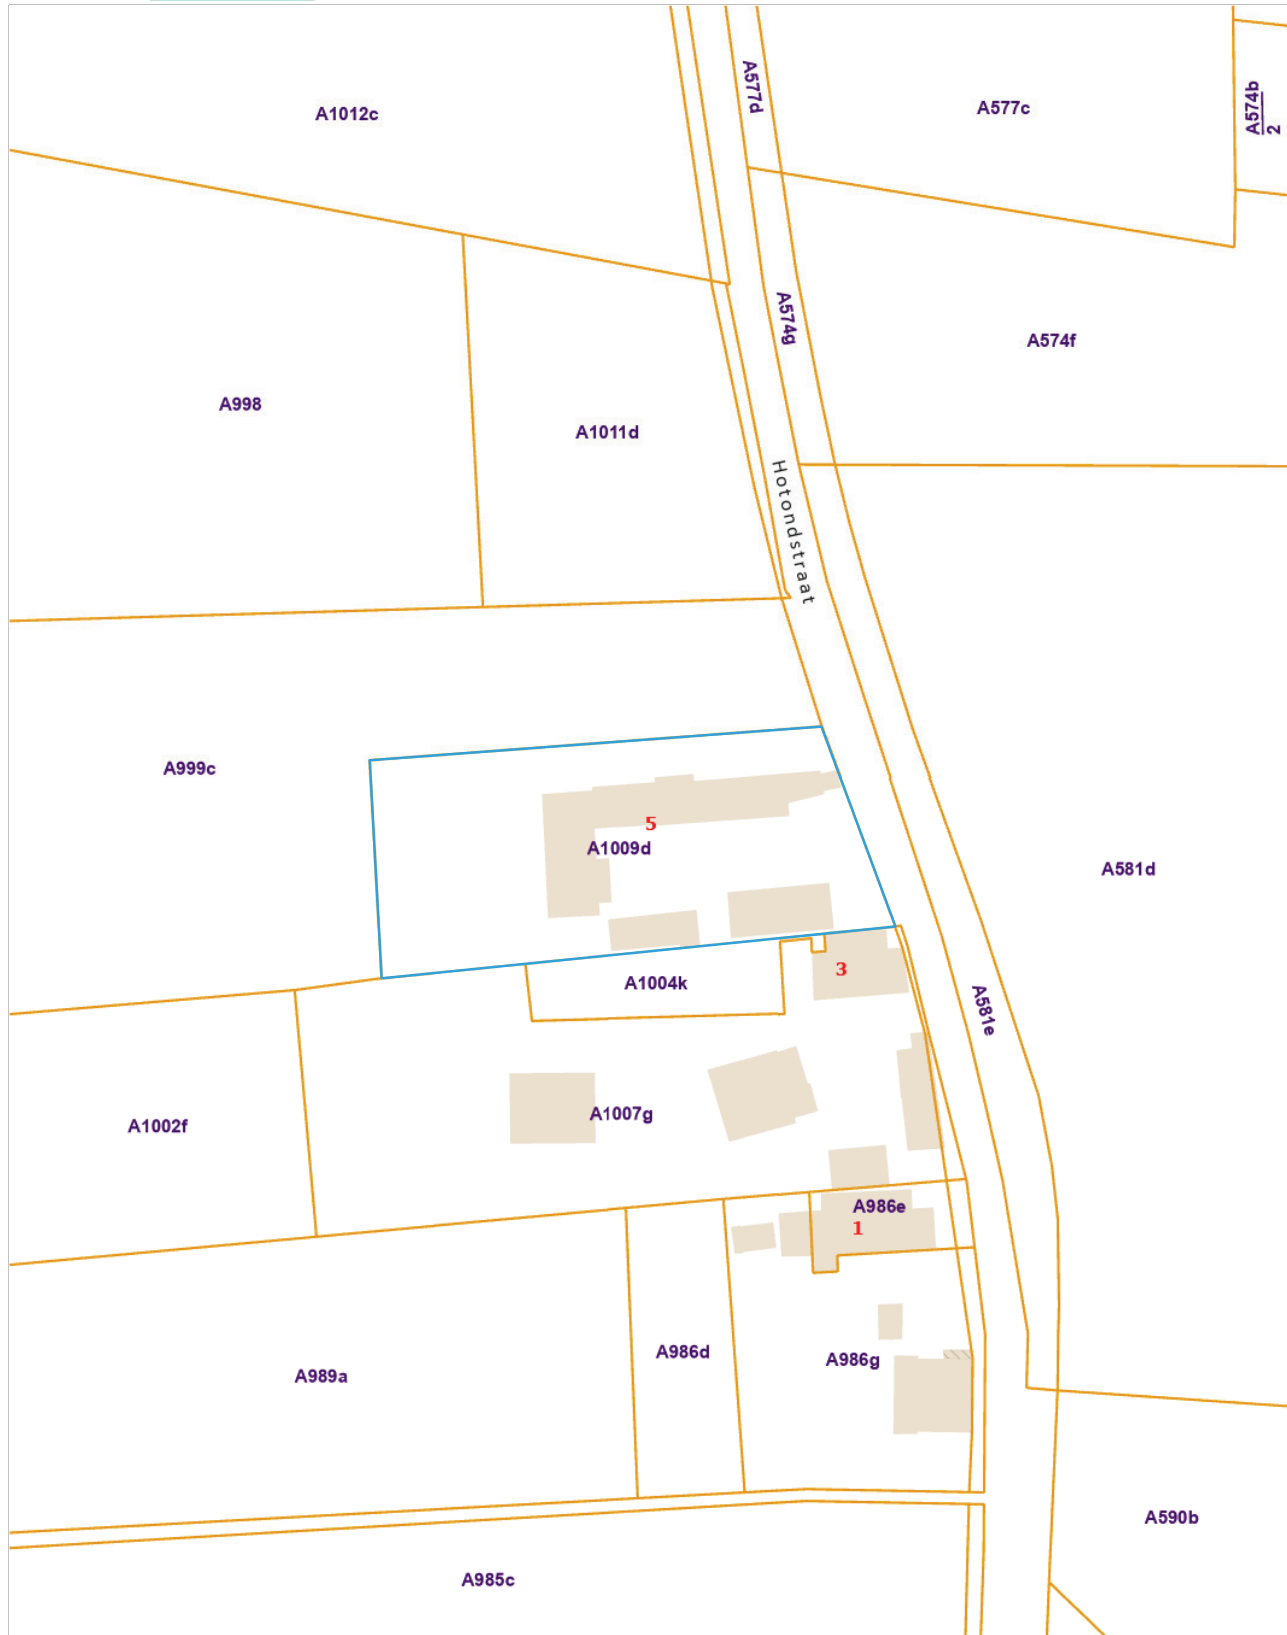 A1012c
A577d
A577c
A574b
2
A574g
A574f
A998
A1011d
Hotondstraat
A999c
5
A1009d
A581d
3
A1004k
A581e
A1007g
A1002f
A986e
1
A986d
A986g
A989a
A590b
A985c